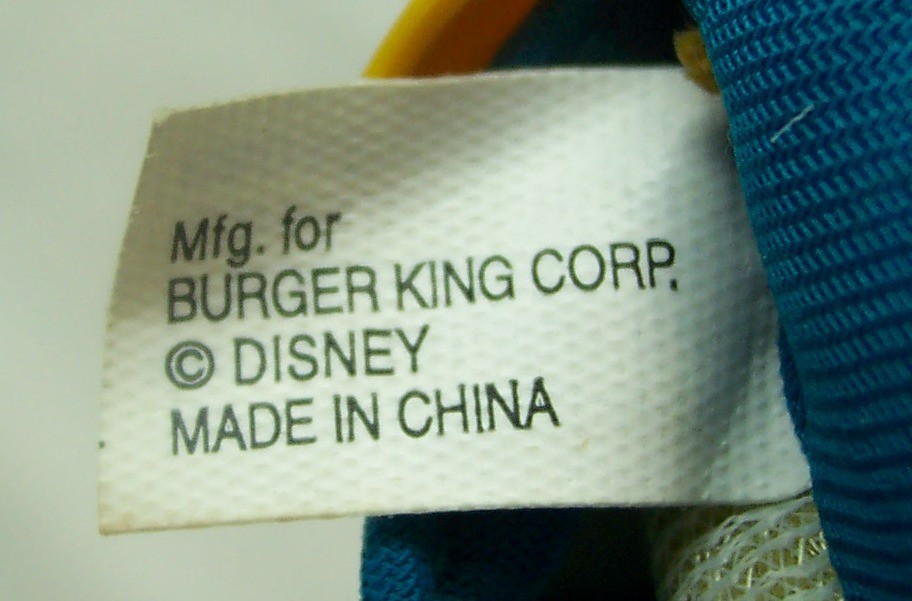 Mfg. for
BURGER KING CORP.
© DISNEY
MADE IN CHINA